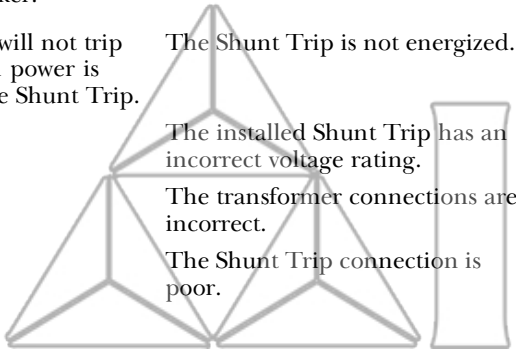 will not trip
power is
e Shunt Trip.
The Shunt Trip is not energized.
The installed Shunt Trip has an
incorrect voltage rating.
The transformer connections are
incorrect.
The Shunt Trip connection is
poor.